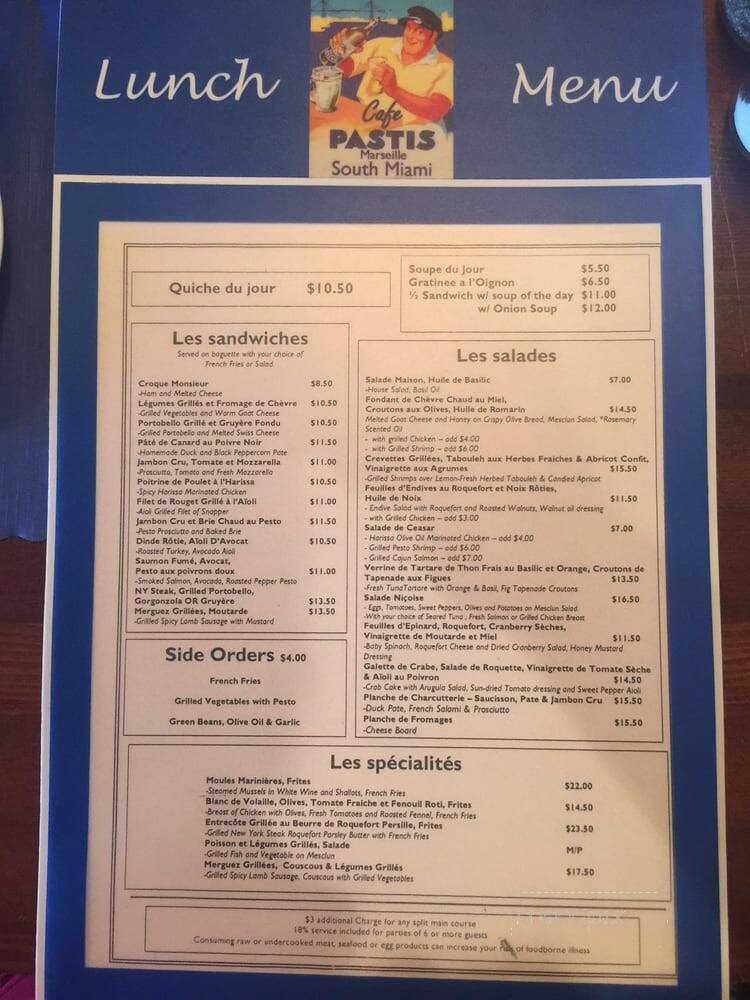 Lunch
Menu
Cafe
PASTIS
Marseille
South Miami
Quiche du jour $10.50
Soupe du Jour $5.50
Gratinee a l'Oignon $6.50
½ Sandwich w/ soup of the day $11.00
w/ Onion Soup $12.00
Les sandwiches
Served on baguette with your choice of
French Fries or Salad.
Croque Monsieur $8.50
-Ham and Melted Cheese
Légumes Grillés et Fromage de Chèvre $10.50
-Grilled Vegetables and Warm Goat Cheese
Portobello Grillé et Gruyère Fondu $10.50
-Grilled Portobello and Melted Swiss Cheese
Pâté de Canard au Poivre Noir $11.50
-Homemade Duck and Black Peppercorn Pate
Jambon Cru, Tomate et Mozzarella $11.00
-Prosciutto, Tomato and Fresh Mozzarella
Poitrine de Poulet à l'Harissa $10.50
-Spicy Harissa Marinated Chicken
Filet de Rouget Grillé à l'Aïoli $11.00
-Aioli Grilled Filet of Snapper
Jambon Cru et Brie Chaud au Pesto $11.50
-Pesto Prosciutto and Baked Brie
Dinde Rôtie, Aïoli D'Avocat $10.50
-Roasted Turkey, Avocado Aioli
Saumon Fumé, Avocat,
Pesto aux poivrons doux $11.00
-Smoked Salmon, Avocado, Roasted Pepper Pesto
NY Steak, Grilled Portobello,
Gorgonzola OR Gruyère $13.50
Merguez Grillées, Moutarde $13.50
-Grillled Spicy Lamb Sausage with Mustard
Side Orders $4.00
French Fries
Grilled Vegetables with Pesto
Green Beans, Olive Oil & Garlic
Les salades
Salade Maison, Huile de Basilic $7.00
-House Salad, Basil Oil
Fondant de Chèvre Chaud au Miel,
Croutons aux Olives, Huile de Romarin $14.50
Melted Goat Cheese and Honey on Crispy Olive Bread, Mesclun Salad, *Rosemary
Scented Oil
- with grilled Chicken – add $4.00
- with Grilled Shrimp – add $6.00
Crevettes Grillées, Tabouleh aux Herbes Fraiches & Abricot Confit,
Vinaigrette aux Agrumes $15.50
-Grilled Shrimps over Lemon-Fresh Herbed Tabouleh & Candied Apricot
Feuilles d'Endives au Roquefort et Noix Rôties,
Huile de Noix $11.50
- Endive Salad with Roquefort and Roasted Walnuts, Walnut oil dressing
- with Grilled Chicken – add $3.00
Salade de Ceasar $7.00
- Harissa Olive Oil Marinated Chicken – add $4.00
- Grilled Pesto Shrimp – add $6.00
- Grilled Cajun Salmon – add $7.00
Verrine de Tartare de Thon Frais au Basilic et Orange, Croutons de
Tapenade aux Figues $13.50
-Fresh TunaTartare with Orange & Basil, Fig Tapenade Croutons
Salade Niçoise $16.50
- Eggs, Tomatoes, Sweet Peppers, Olives and Potatoes on Mesclun Salad
-With your choice of Seared Tuna , Fresh Salmon or Grilled Chicken Breast
Feuilles d'Epinard, Roquefort, Cranberry Sèches,
Vinaigrette de Moutarde et Miel $11.50
-Baby Spinach, Roquefort Cheese and Dried Cranberry Salad, Honey Mustard
Dressing
Galette de Crabe, Salade de Roquette, Vinaigrette de Tomate Sèche
& Aïoli au Poivron $14.50
-Crab Cake with Arugula Salad, Sun-dried Tomato dressing and Sweet Pepper Aioli
Planche de Charcutterie – Saucisson, Pate & Jambon Cru $15.50
-Duck Pate, French Salami & Prosciutto
Planche de Fromages $15.50
-Cheese Board
Les spécialités
Moules Marinières, Frites $22.00
-Steamed Mussels in White Wine and Shallots, French Fries
Blanc de Volaille, Olives, Tomate Fraiche et Fenouil Roti, Frites $14.50
-Breast of Chicken with Olives, Fresh Tomatoes and Roasted Fennel, French Fries
Entrecôte Grillée au Beurre de Roquefort Persille, Frites $23.50
-Grilled New York Steak Roquefort Parsley Butter with French Fries
Poisson et Légumes Grillés, Salade M/P
-Grilled Fish and Vegetable on Mesclun
Merguez Grillées, Couscous & Légumes Grillés $17.50
-Grilled Spicy Lamb Sausage, Couscous with Grilled Vegetables
$3 additional Charge for any split main course
18% service included for parties of 6 or more guests
Consuming raw or undercooked meat, seafood or egg products can increase your risk of foodborne illness